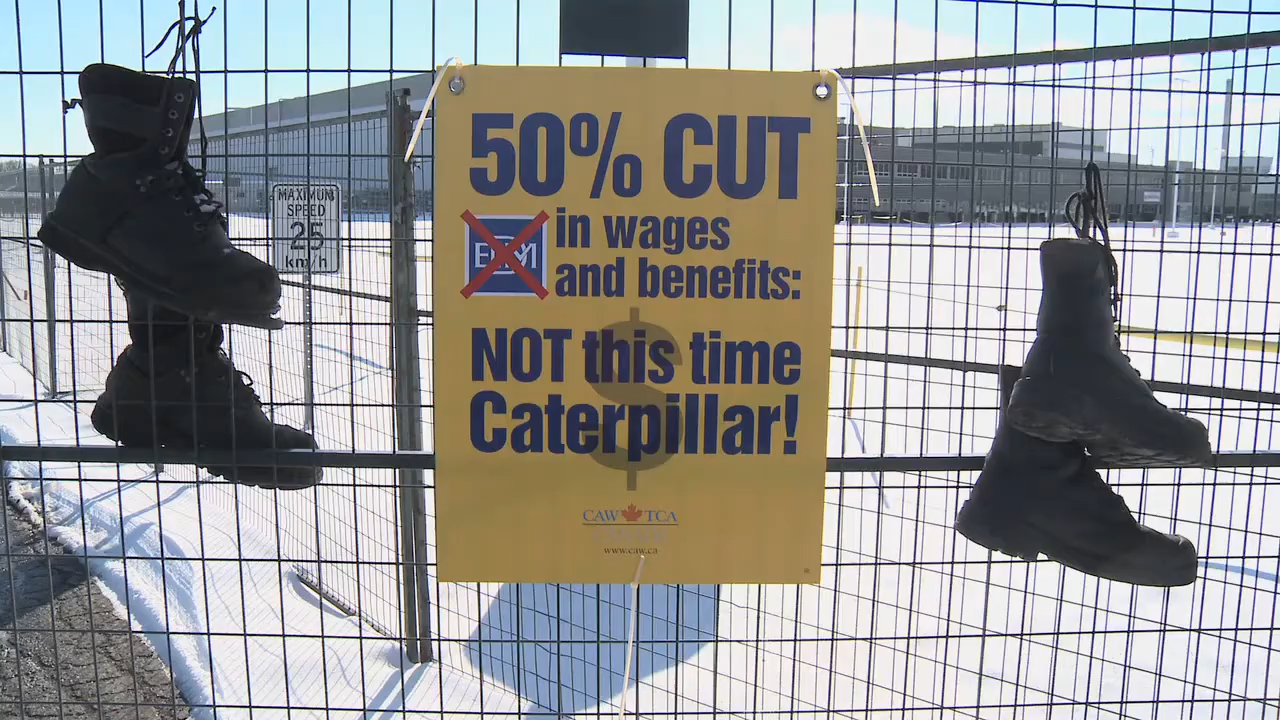 50% CUT
in wages
and benefits:
NOT this time
Caterpillar!
$
CAW TCA
CANADA
www.caw.ca
MAXIMUM
SPEED
25
km/h